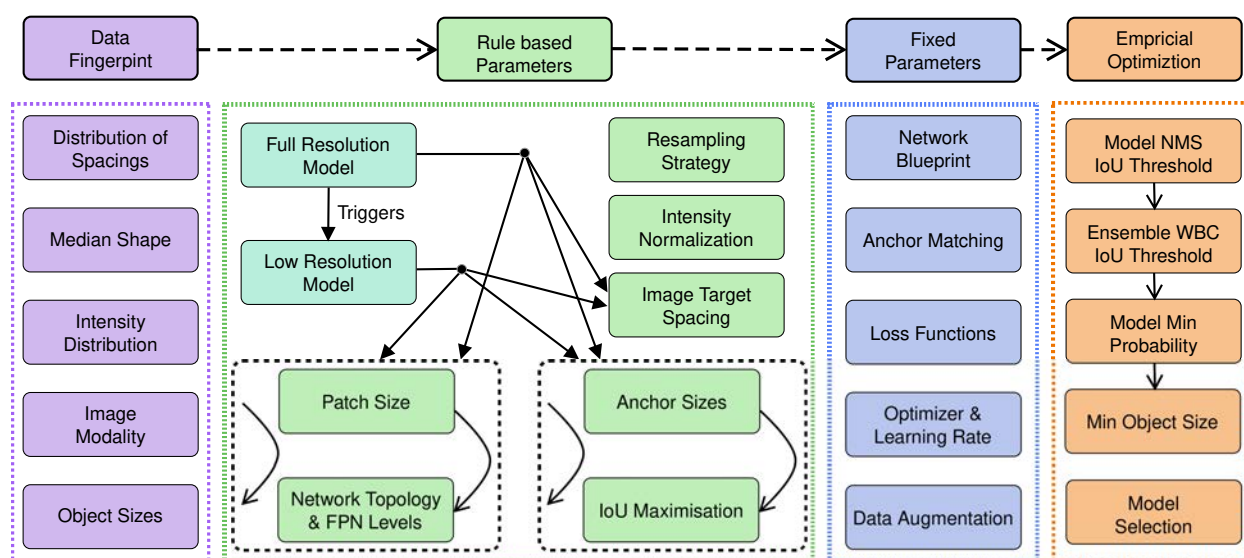 Data
Fingerpint
Rule based
Parameters
Fixed
Parameters
Empricial
Optimiztion
Distribution of
Spacings
Median Shape
Intensity
Distribution
Image
Modality
Object Sizes
Full Resolution
Model
Triggers
Low Resolution
Model
Resampling
Strategy
Intensity
Normalization
Image Target
Spacing
Patch Size
Network Topology
& FPN Levels
Anchor Sizes
IoU Maximisation
Network
Blueprint
Anchor Matching
Loss Functions
Optimizer &
Learning Rate
Data Augmentation
Model NMS
IoU Threshold
Ensemble WBC
IoU Threshold
Model Min
Probability
Min Object Size
Model
Selection